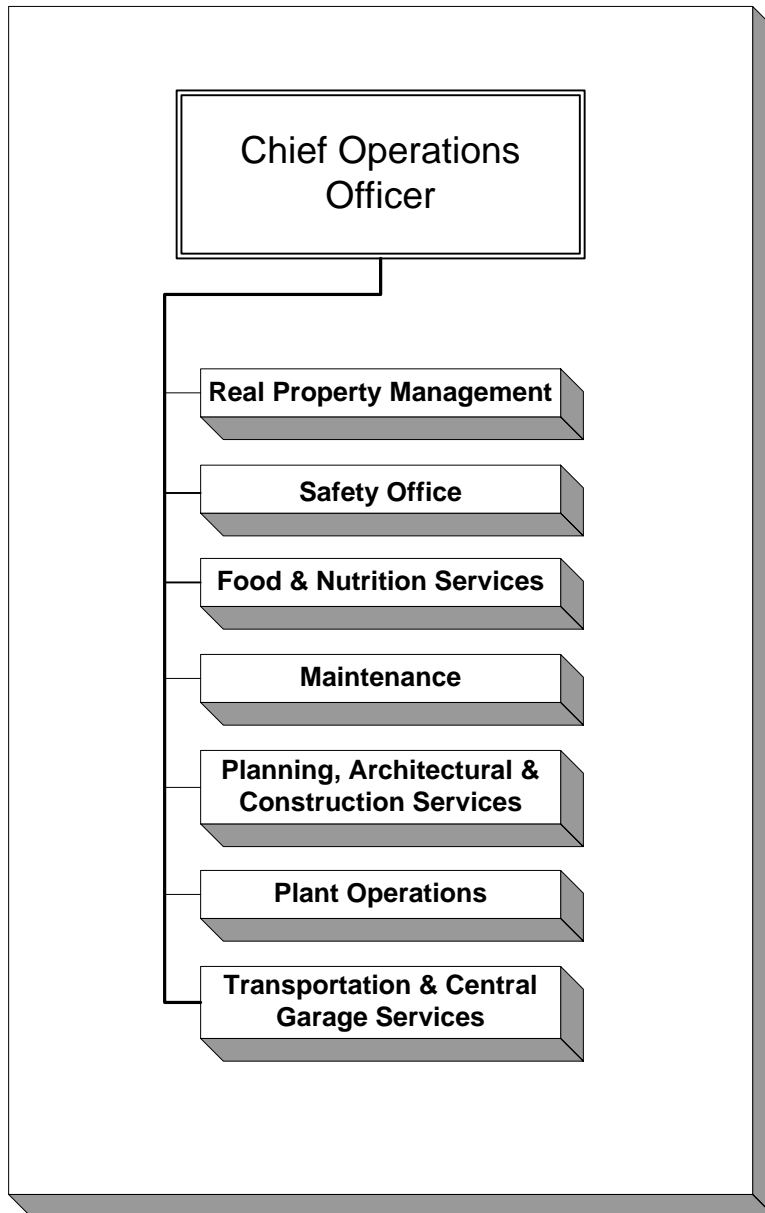 Chief Operations
Officer
Real Property Management
Safety Office
Food & Nutrition Services
Maintenance
Planning, Architectural &
Construction Services
Plant Operations
Transportation & Central
Garage Services